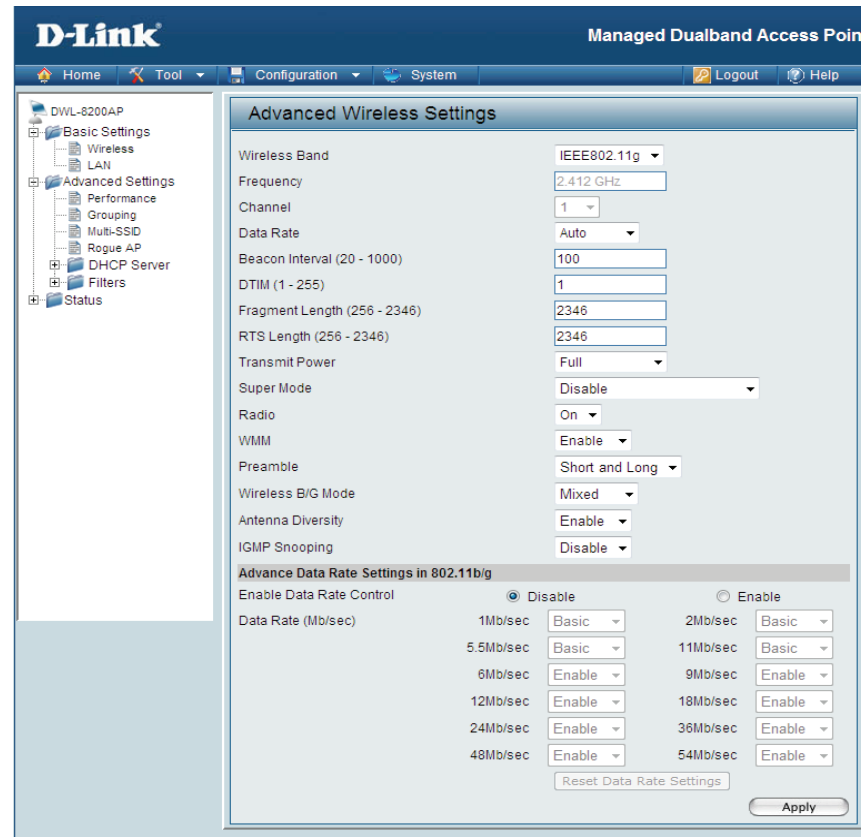 D-Link
Managed Dualband Access Poin
Home Tool Configuration System Logout Help
DWL-8200AP
Basic Settings
Wireless
LAN
Advanced Settings
Performance
Grouping
Multi-SSID
Rogue AP
DHCP Server
Filters
Status
Advanced Wireless Settings
Wireless Band IEEE802.11g
Frequency 2.412 GHz
Channel 1
Data Rate Auto
Beacon Interval (20 - 1000) 100
DTIM (1 - 255) 1
Fragment Length (256 - 2346) 2346
RTS Length (256 - 2346) 2346
Transmit Power Full
Super Mode Disable
Radio On
WMM Enable
Preamble Short and Long
Wireless B/G Mode Mixed
Antenna Diversity Enable
IGMP Snooping Disable
Advance Data Rate Settings in 802.11b/g
Enable Data Rate Control Disable Enable
Data Rate (Mb/sec) 1Mb/sec Basic 2Mb/sec Basic
5.5Mb/sec Basic 11Mb/sec Basic
6Mb/sec Enable 9Mb/sec Enable
12Mb/sec Enable 18Mb/sec Enable
24Mb/sec Enable 36Mb/sec Enable
48Mb/sec Enable 54Mb/sec Enable
Reset Data Rate Settings
Apply